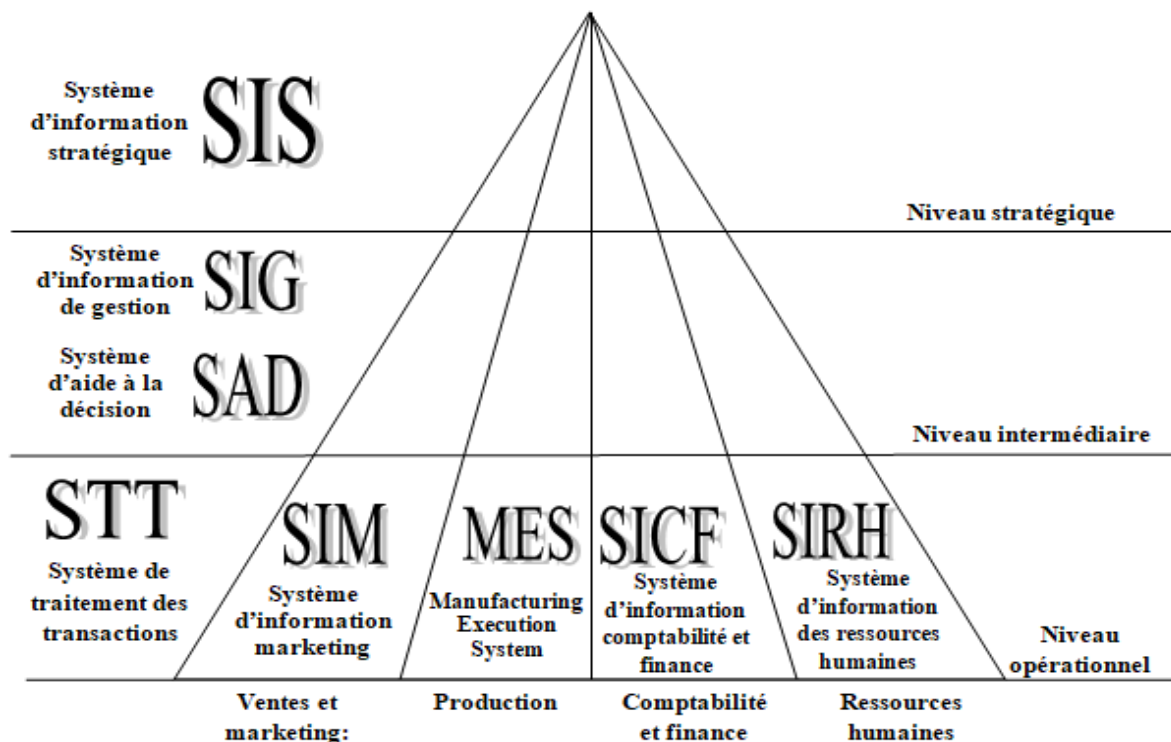 Système
d'information
stratégique
SIS
Niveau stratégique
Système
d'information
de gestion
SIG
Système
d'aide à la
décision
SAD
Niveau intermédiaire
STT
Système de
traitement des
transactions
SIM
Système
d'information
marketing
MES
Manufacturing
Execution
System
SICF
Système
d'information
comptabilité et
finance
SIRH
Système
d'information
des ressources
humaines
Niveau
opérationnel
Ventes et
marketing:
Production
Comptabilité
et finance
Ressources
humaines